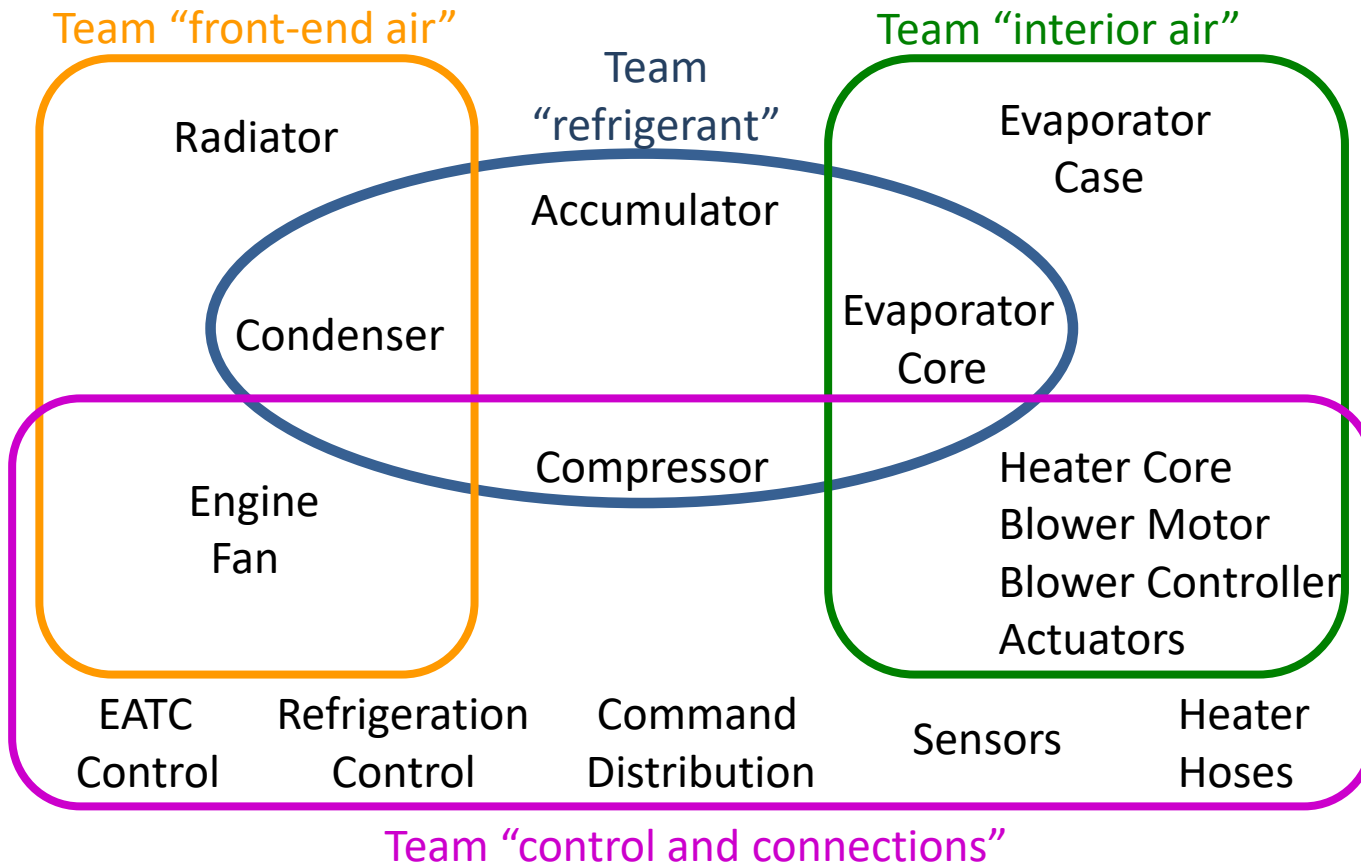 Team “front-end air”
Team “interior air”
Team
“refrigerant”
Radiator
Evaporator
Case
Accumulator
Condenser
Evaporator
Core
Compressor
Engine
Fan
Heater Core
Blower Motor
Blower Controller
Actuators
EATC
Control
Refrigeration
Control
Command
Distribution
Sensors
Heater
Hoses
Team “control and connections”